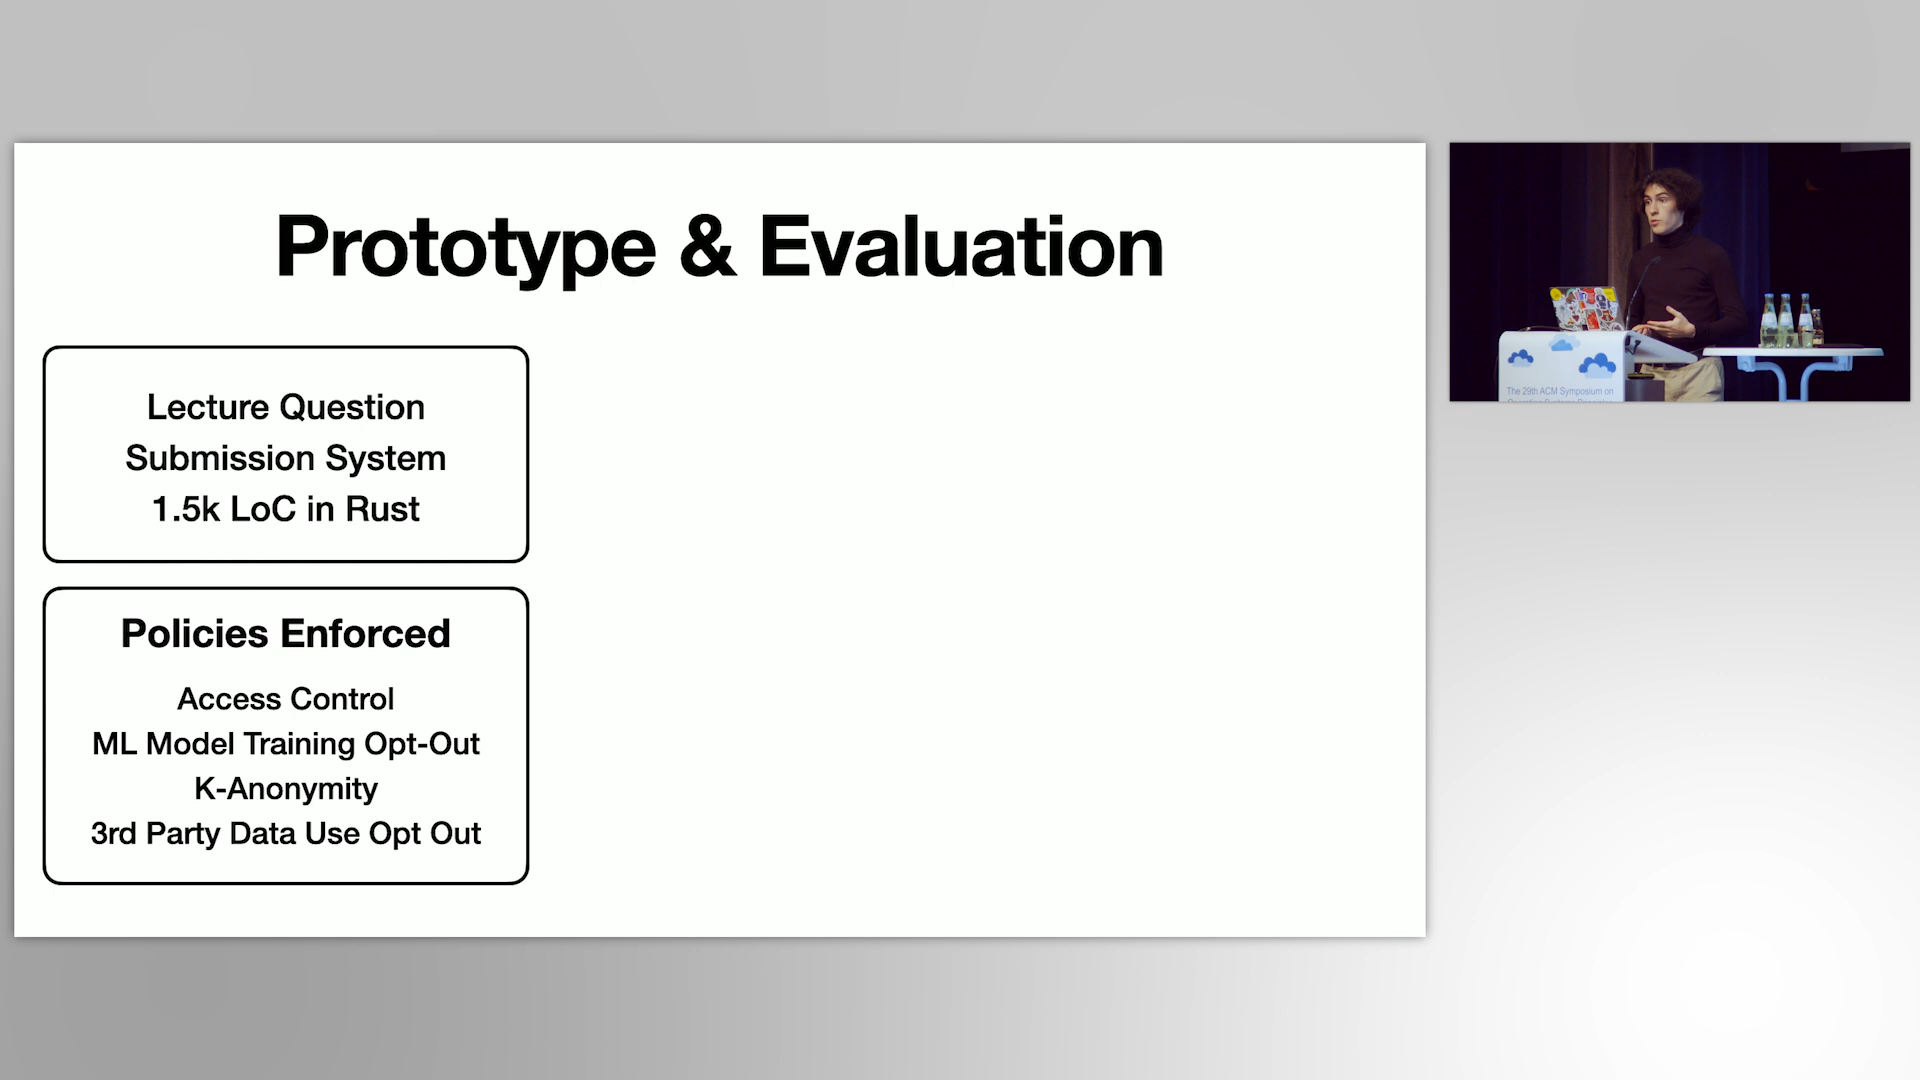 Prototype & Evaluation
Lecture Question
Submission System
1.5k LoC in Rust
Policies Enforced
Access Control
ML Model Training Opt-Out
K-Anonymity
3rd Party Data Use Opt Out
The 29th ACM Symposium on